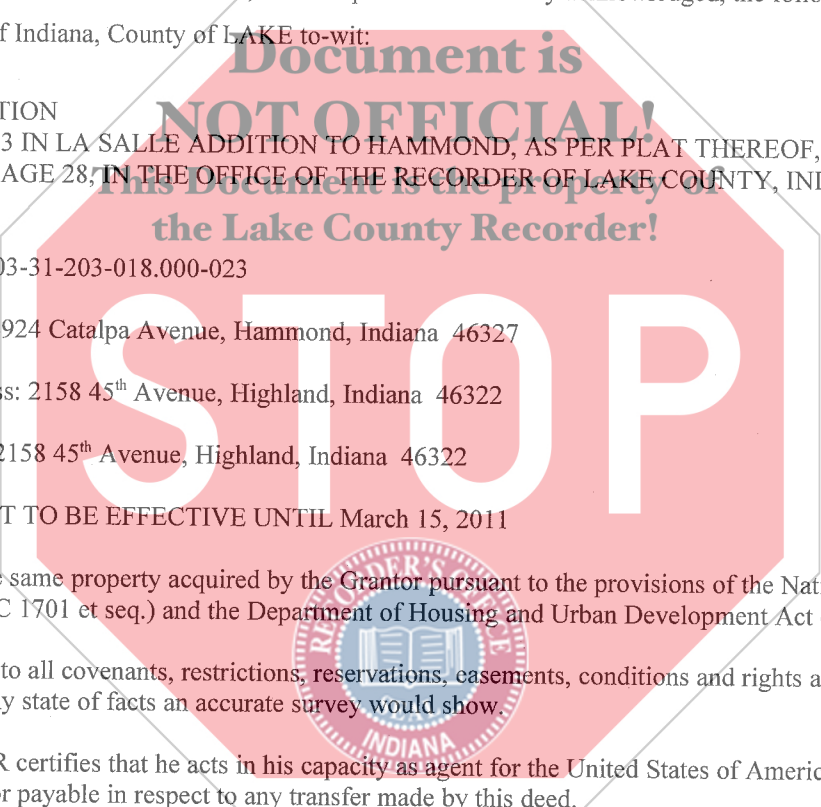 of Indiana, County of LAKE to-wit:
Document is
NOT OFFICIAL!
TION
3 IN LA SALLE ADDITION TO HAMMOND, AS PER PLAT THEREOF,
AGE 28, IN THE OFFICE OF THE RECORDER OF LAKE COUNTY, INDI
This Document is the property of
the Lake County Recorder!
03-31-203-018.000-023
924 Catalpa Avenue, Hammond, Indiana 46327
STOP
ss: 2158 45th Avenue, Highland, Indiana 46322
2158 45th Avenue, Highland, Indiana 46322
T TO BE EFFECTIVE UNTIL March 15, 2011
same property acquired by the Grantor pursuant to the provisions of the Nati
C 1701 et seq.) and the Department of Housing and Urban Development Act
RECORDER'S OFFICE
to all covenants, restrictions, reservations, easements, conditions and rights a
y state of facts an accurate survey would show.
SEAL
INDIANA
R certifies that he acts in his capacity as agent for the United States of Americ
or payable in respect to any transfer made by this deed.